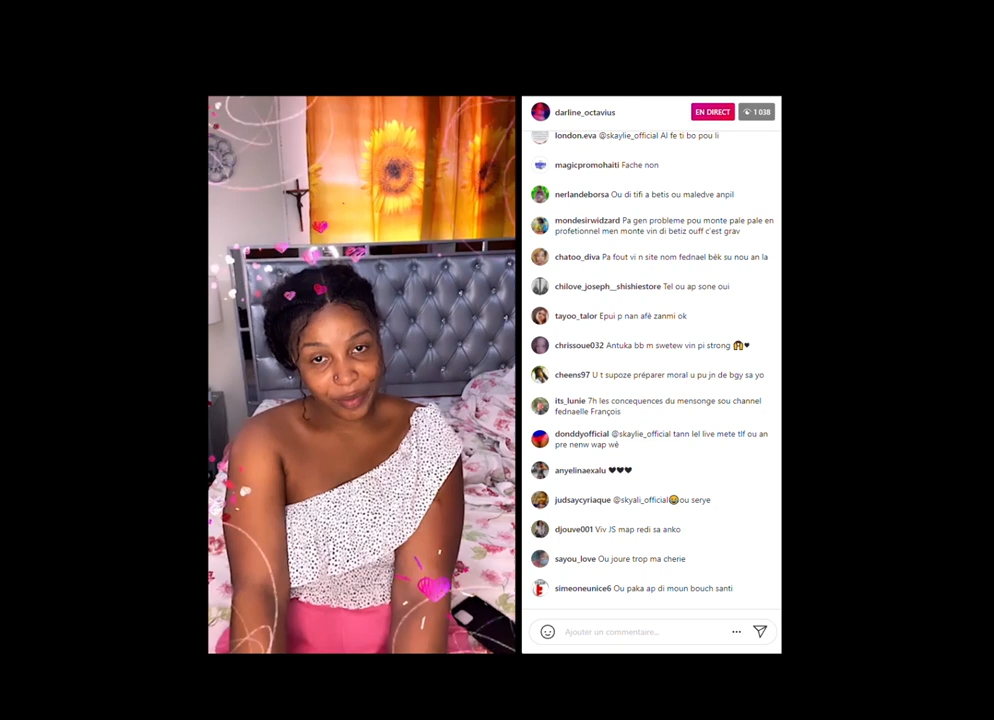 darline_octavius
EN DIRECT
1 038
london.eva @skaylie_official Al fe ti bo pou li
magicpromohaiti Fache non
nerlandeborsa Ou di tifi a betis ou maledve anpil
mondesirwidzard Pa gen probleme pou monte pale pale en
profetionnel men monte vin di betiz ouff c'est grav
chatoo_diva Pa fout vi n site nom fednael bèk su nou an la
chilove_joseph__shishiestore Tel ou ap sone oui
tayoo_talor Epui p nan afè zanmi ok
chrissoue032 Antuka bb m swetew vin pi strong 🙆♥
cheens97 U t supoze préparer moral u pu jn de bgy sa yo
its_lunie 7h les concequences du mensonge sou channel
fednaelle François
donddyofficial @skaylie_official tann lel live mete tlf ou an
pre nenw wap wè
anyelinaexalu ♥♥♥
judsaycyriaque @skyali_official😄ou serye
djouve001 Viv JS map redi sa anko
sayou_love Ou joure trop ma cherie
simeoneunice6 Ou paka ap di moun bouch santi
Ajouter un commentaire...